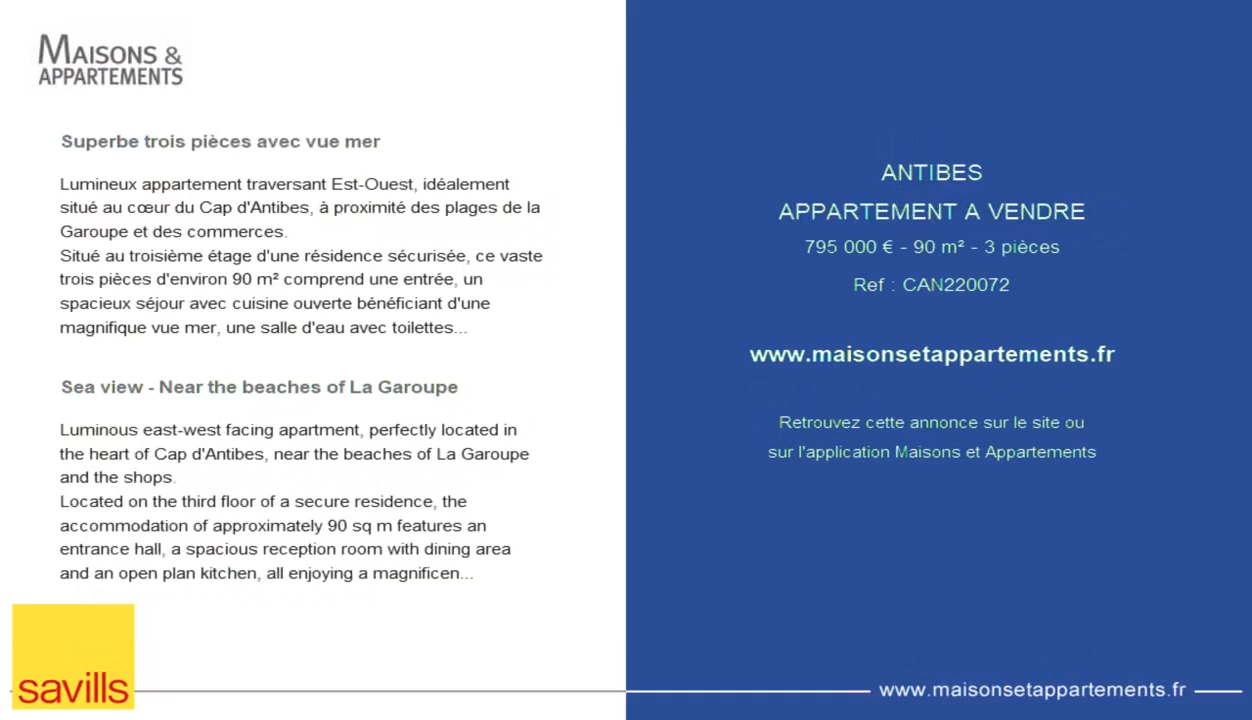 MAISONS &
APPARTEMENTS
Superbe trois pièces avec vue mer
Lumineux appartement traversant Est-Ouest, idéalement
situé au cœur du Cap d'Antibes, à proximité des plages de la
Garoupe et des commerces.
Situé au troisième étage d'une résidence sécurisée, ce vaste
trois pièces d'environ 90 m² comprend une entrée, un
spacieux séjour avec cuisine ouverte bénéficiant d'une
magnifique vue mer, une salle d'eau avec toilettes...
Sea view - Near the beaches of La Garoupe
Luminous east-west facing apartment, perfectly located in
the heart of Cap d'Antibes, near the beaches of La Garoupe
and the shops.
Located on the third floor of a secure residence, the
accommodation of approximately 90 sq m features an
entrance hall, a spacious reception room with dining area
and an open plan kitchen, all enjoying a magnificen...
savills
ANTIBES
APPARTEMENT A VENDRE
795 000 € - 90 m² - 3 pièces
Ref : CAN220072
www.maisonsetappartements.fr
Retrouvez cette annonce sur le site ou
sur l'application Maisons et Appartements
www.maisonsetappartements.fr